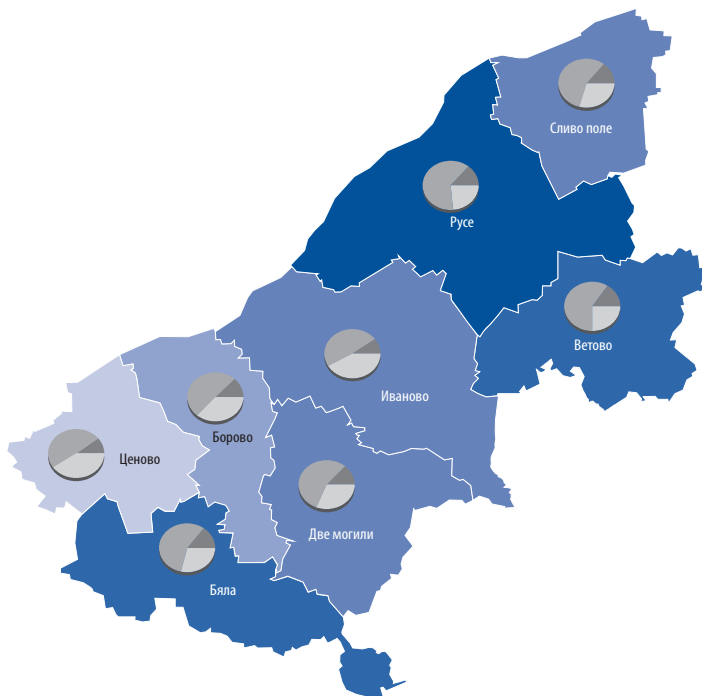 Сливо поле
Русе
Ветово
Иваново
Борово
Ценово
Две могили
Бяла